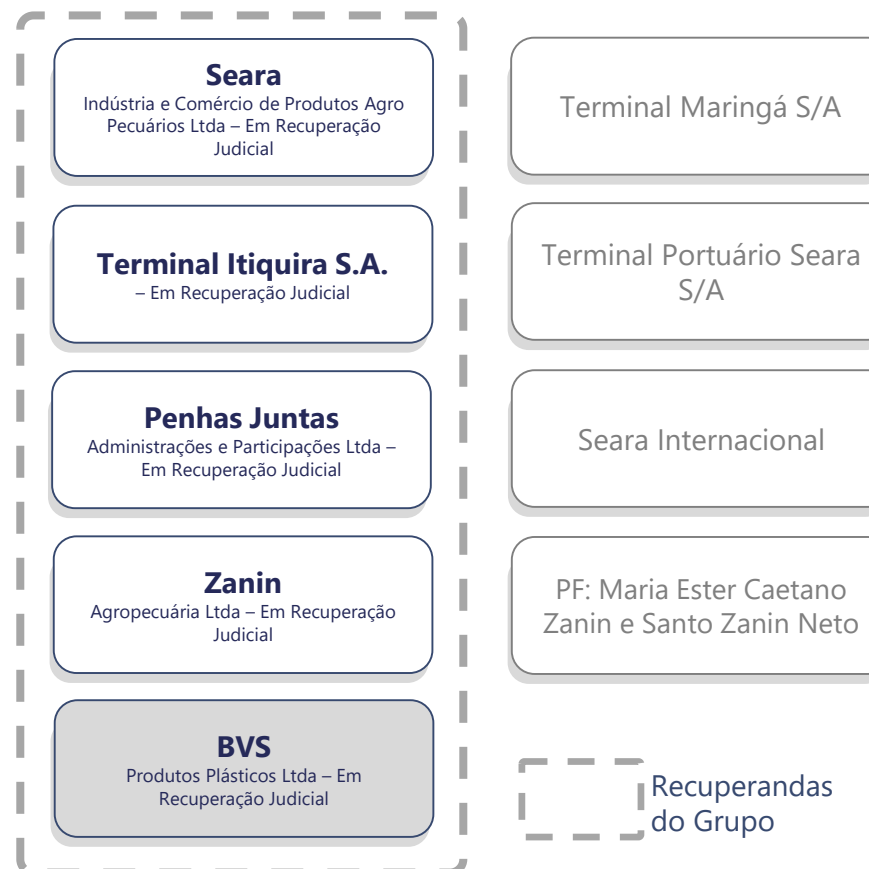 Seara
Indústria e Comércio de Produtos Agro
Pecuários Ltda – Em Recuperação
Judicial
Terminal Itiquira S.A.
– Em Recuperação Judicial
Penhas Juntas
Administrações e Participações Ltda –
Em Recuperação Judicial
Zanin
Agropecuária Ltda – Em Recuperação
Judicial
BVS
Produtos Plásticos Ltda – Em
Recuperação Judicial
Terminal Maringá S/A
Terminal Portuário Seara
S/A
Seara Internacional
PF: Maria Ester Caetano
Zanin e Santo Zanin Neto
Recuperandas
do Grupo